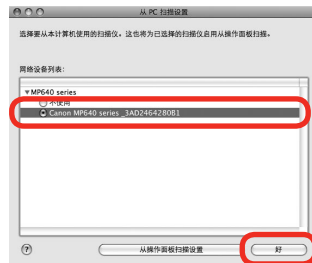 从 PC 扫描设置
选择要从本计算机使用的扫描仪。这也将为已选择的扫描仪启用从操作面板扫描。
网络设备列表：
▼MP640 series
不使用
Canon MP640 series _3AD2464280B1
? 从操作面板扫描设置 好